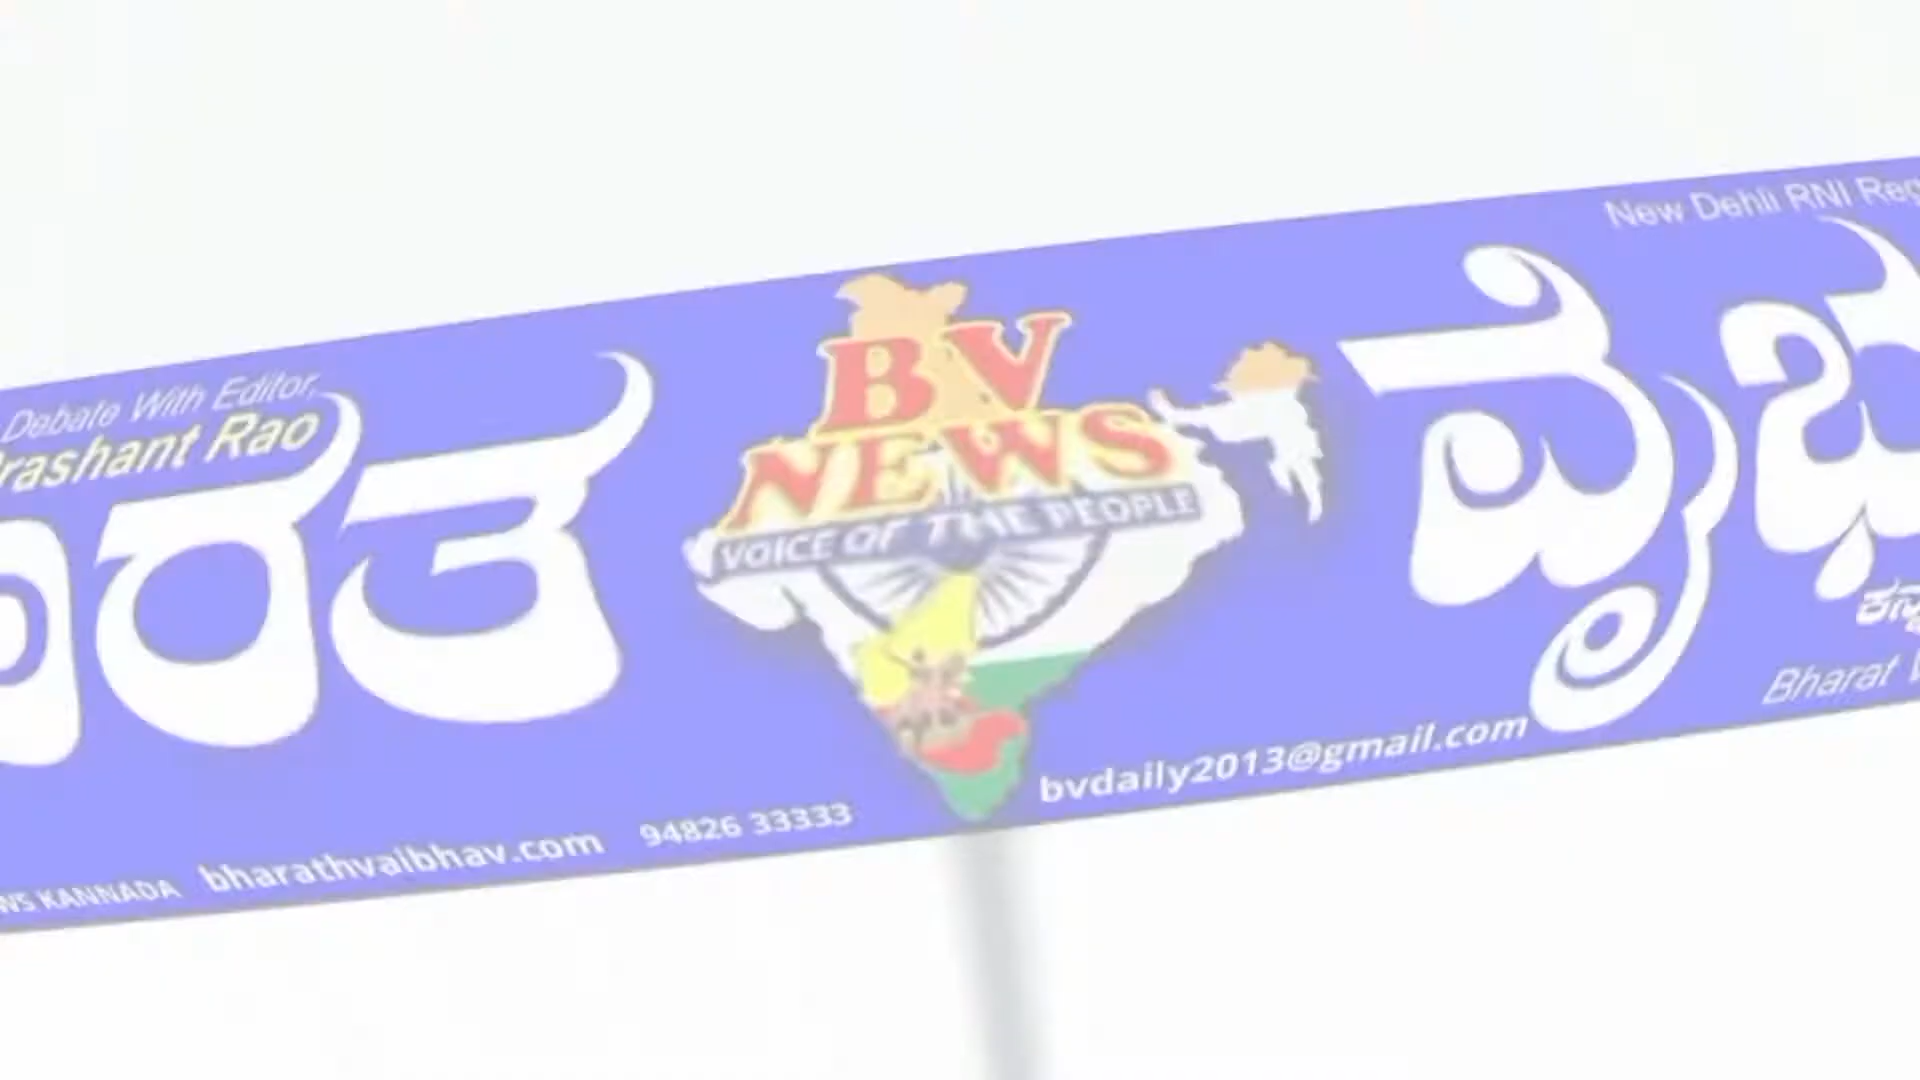 Debate With Editor,
Prashant Rao
ಭಾರತ
BV
NEWS
VOICE OF THE PEOPLE
New Dehli RNI Reg
ವೈಭ
Bharat V
bvdaily2013@gmail.com
KANNADA bharathvaibhav.com 94826 33333